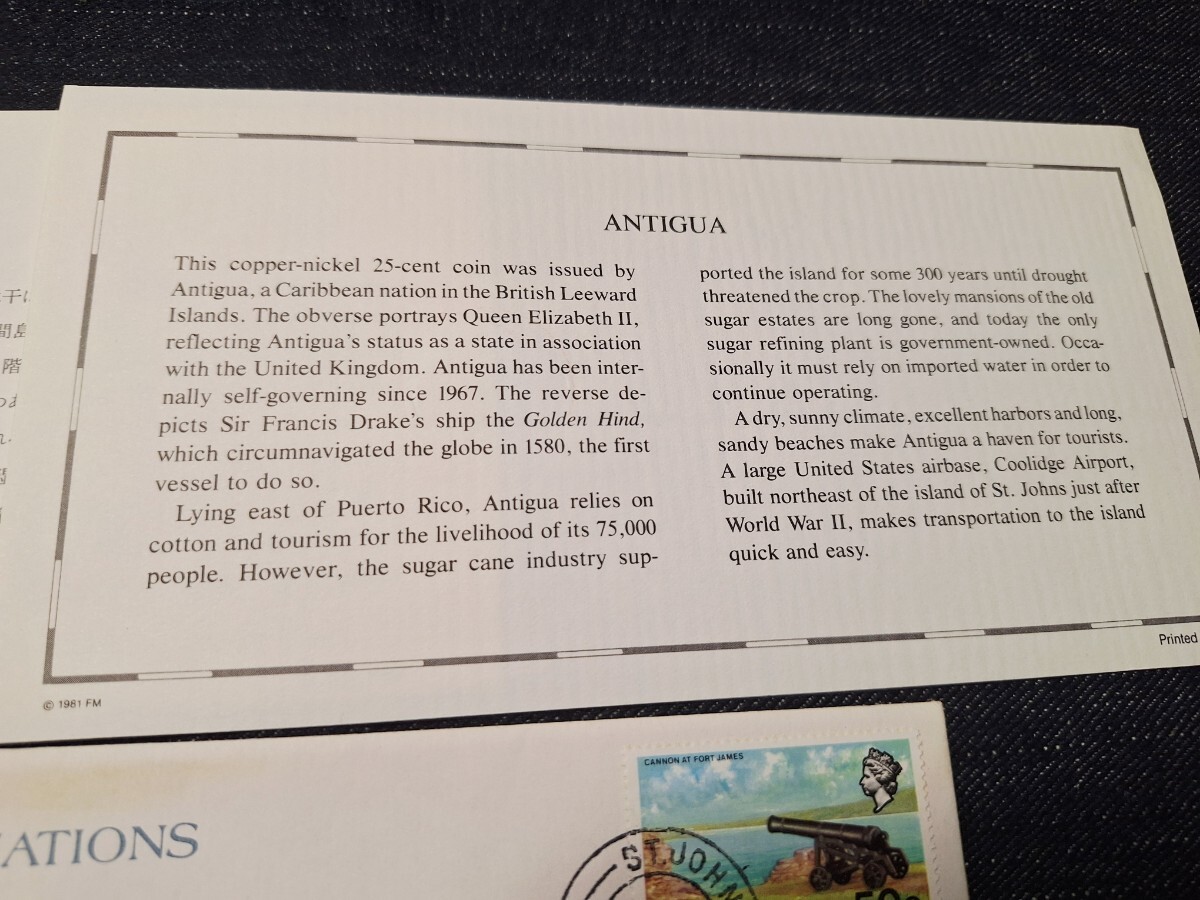 ANTIGUA
This copper-nickel 25-cent coin was issued by
Antigua, a Caribbean nation in the British Leeward
Islands. The obverse portrays Queen Elizabeth II,
reflecting Antigua's status as a state in association
with the United Kingdom. Antigua has been inter-
nally self-governing since 1967. The reverse de-
picts Sir Francis Drake's ship the Golden Hind,
which circumnavigated the globe in 1580, the first
vessel to do so.
Lying east of Puerto Rico, Antigua relies on
cotton and tourism for the livelihood of its 75,000
people. However, the sugar cane industry sup-
ported the island for some 300 years until drought
threatened the crop. The lovely mansions of the old
sugar estates are long gone, and today the only
sugar refining plant is government-owned. Occa-
sionally it must rely on imported water in order to
continue operating.
A dry, sunny climate, excellent harbors and long,
sandy beaches make Antigua a haven for tourists.
A large United States airbase, Coolidge Airport,
built northeast of the island of St. Johns just after
World War II, makes transportation to the island
quick and easy.
© 1981 FM
Printed
干
間
階
ATIONS
CANNON AT FORT JAMES
ST. JOHN